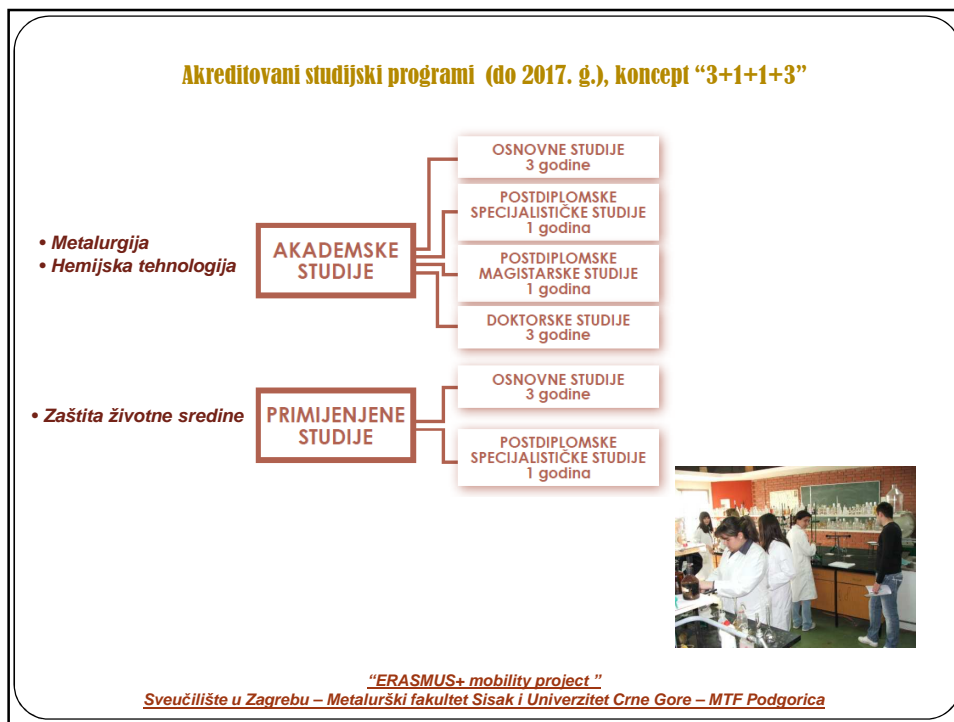 Akreditovani studijski programi (do 2017. g.), koncept “3+1+1+3”
• Metalurgija
• Hemijska tehnologija
AKADEMSKE
STUDIJE
OSNOVNE STUDIJE
3 godine
POSTDIPLOMSKE
SPECIJALISTIČKE STUDIJE
1 godina
POSTDIPLOMSKE
MAGISTARSKE STUDIJE
1 godina
DOKTORSKE STUDIJE
3 godine
• Zaštita životne sredine
PRIMIJENJENE
STUDIJE
OSNOVNE STUDIJE
3 godine
POSTDIPLOMSKE
SPECIJALISTIČKE STUDIJE
1 godina
“ERASMUS+ mobility project ”
Sveučilište u Zagrebu – Metalurški fakultet Sisak i Univerzitet Crne Gore – MTF Podgorica